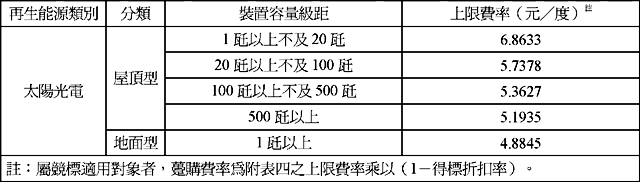 再生能源類別 分類 裝置容量級距 上限費率（元／度）註
太陽光電 屋頂型 1 瓩以上不及 20 瓩 6.8633
20 瓩以上不及 100 瓩 5.7378
100 瓩以上不及 500 瓩 5.3627
500 瓩以上 5.1935
地面型 1 瓩以上 4.8845
註：屬競標適用對象者，躉購費率為附表四之上限費率乘以（1－得標折扣率）。